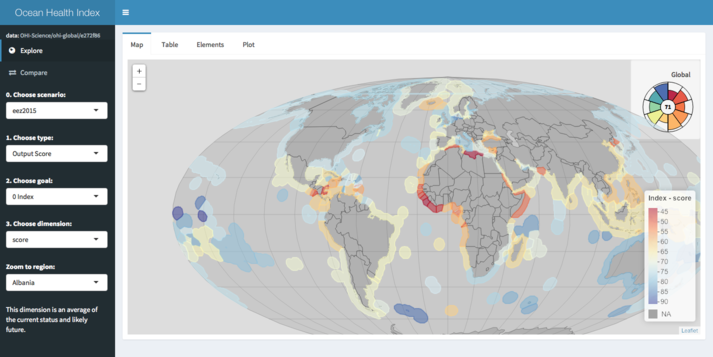 Ocean Health Index
data: OHI-Science/ohi-global/e272f86
Explore
Compare
0. Choose scenario:
eez2015
1. Choose type:
Output Score
2. Choose goal:
0 Index
3. Choose dimension:
score
Zoom to region:
Albania
This dimension is an average of
the current status and likely
future.
Map Table Elements Plot
+
−
Global
71
Index - score
45
50
55
60
65
70
75
80
85
90
NA
Leaflet